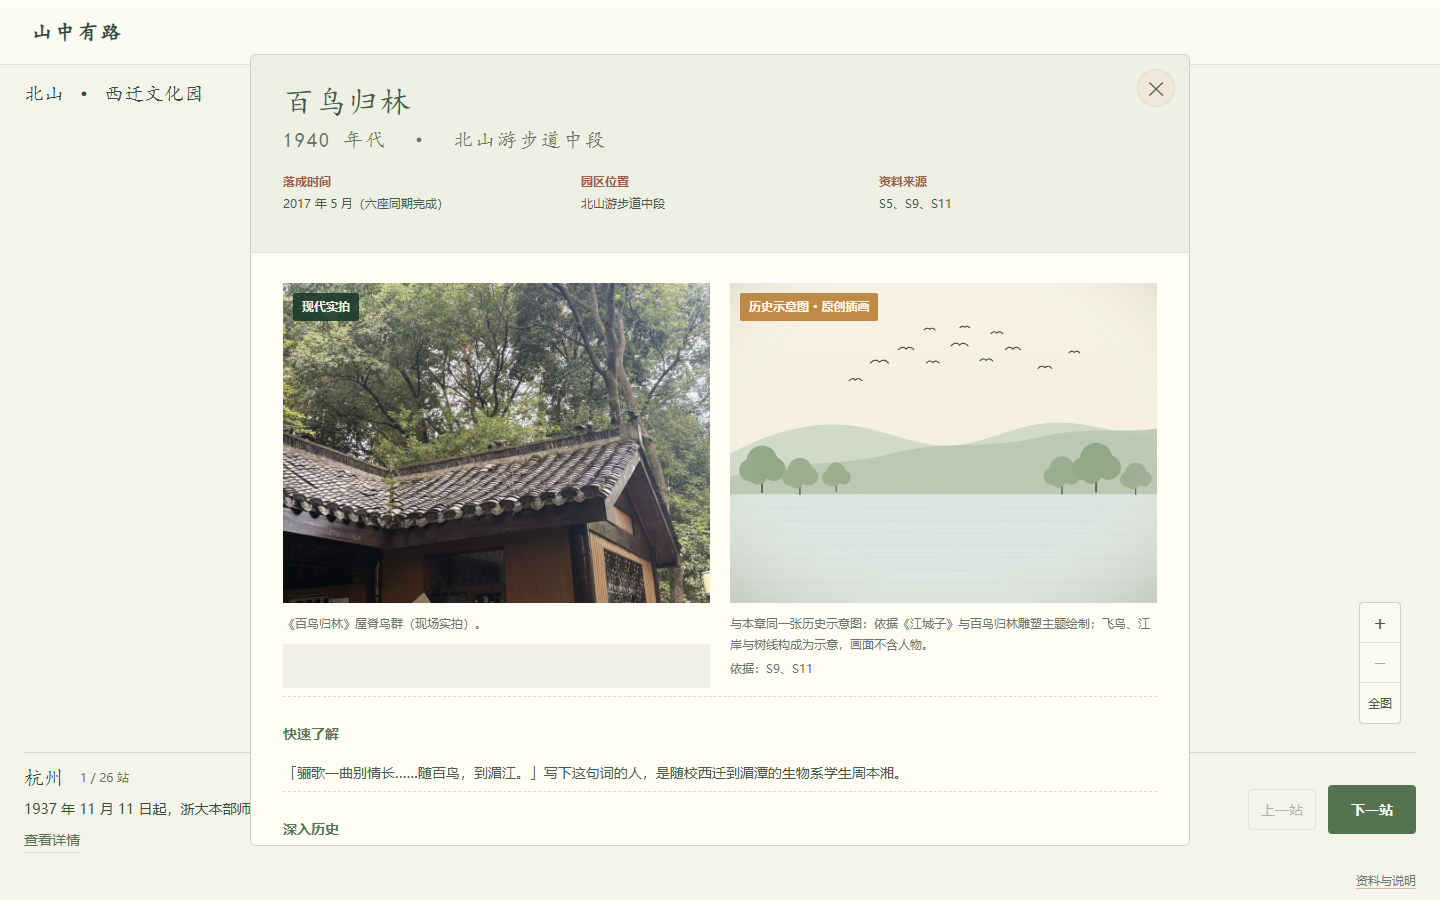 山中有路
北山 • 西迁文化园
百鸟归林
1940 年代 • 北山游步道中段
落成时间
2017 年 5 月（六座同期完成）
园区位置
北山游步道中段
资料来源
S5、S9、S11
现代实拍
历史示意图 • 原创插画
《百鸟归林》屋脊鸟群（现场实拍）。
与本章同一张历史示意图：依据《江城子》与百鸟归林雕塑主题绘制；飞鸟、江
岸与树线构成为示意，画面不含人物。
依据：S9、S11
快速了解
「骊歌一曲别情长……随百鸟，到湄江。」写下这句词的人，是随校西迁到湄潭的生物系学生周本湘。
深入历史
+
−
全图
杭州 1 / 26 站
1937 年 11 月 11 日起，浙大本部师
查看详情
上一站
下一站
资料与说明